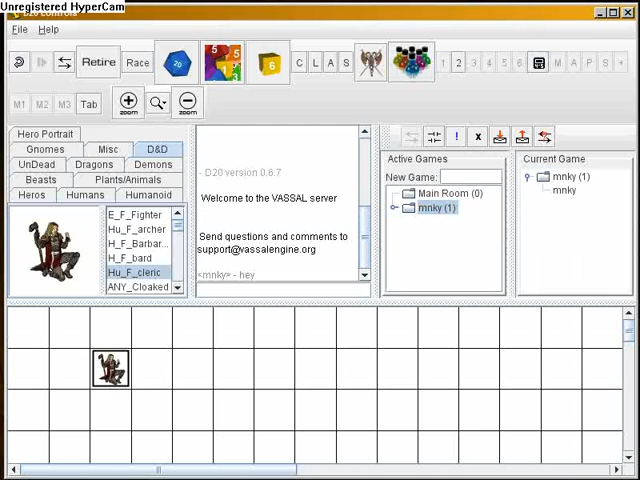 Unregistered HyperCam
D20 controls
File Help
Retire Race 20 5 5 1 6 C L A S 1 2 M A P S +
M1 M2 M3 Tab zoom zoom
Hero Portrait
Gnomes Misc D&D
UnDead Dragons Demons
Beasts Plants/Animals
Heros Humans Humanoid
E_F_Fighter
Hu_F_archer
H_F_Barbar...
H_F_bard
Hu_F_cleric
ANY_Cloaked
- D20 version 0.6.7
Welcome to the VASSAL server
Send questions and comments to
support@vassalengine.org
<mnky> - hey
! x
Active Games
New Game:
Main Room (0)
mnky (1)
Current Game
mnky (1)
mnky